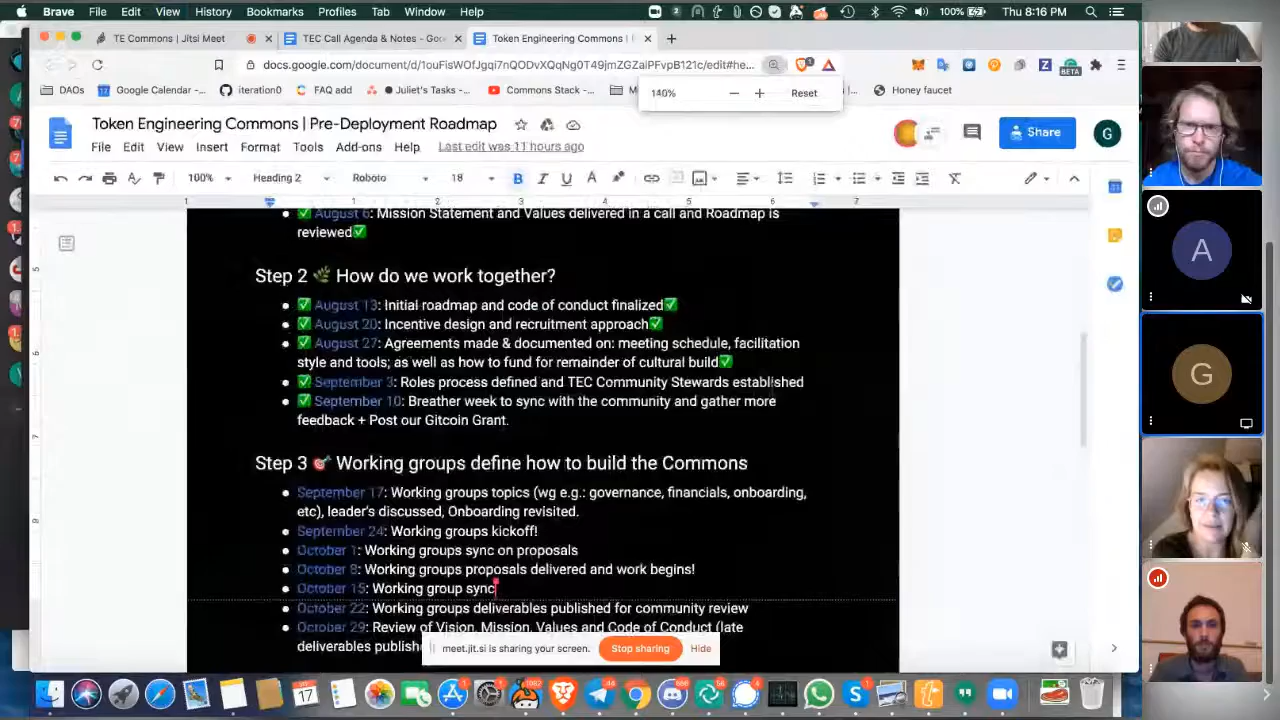 Brave File Edit View History Bookmarks Profiles Tab Window Help 100% Thu 8:16 PM
TE Commons | Jitsi Meet
TEC Call Agenda & Notes - Goo
Token Engineering Commons |
docs.google.com/document/d/1ouFisWOfJgqi7nQODvXQqNg0T49jmZGZaIPFvpB121c/edit#he...
BETA
DAOs Google Calendar - ... iteration0 FAQ add Juliet's Tasks -... Commons Stack -... Honey faucet
140% Reset
Token Engineering Commons | Pre-Deployment Roadmap
File Edit View Insert Format Tools Add-ons Help Last edit was 11 hours ago
Share
G
100% Heading 2 Roboto 18
1 1 2 3 4 5 6 7
August 6: Mission Statement and Values delivered in a call and Roadmap is
reviewed
Step 2 How do we work together?
August 13: Initial roadmap and code of conduct finalized
August 20: Incentive design and recruitment approach
August 27: Agreements made & documented on: meeting schedule, facilitation
style and tools; as well as how to fund for remainder of cultural build
September 3: Roles process defined and TEC Community Stewards established
September 10: Breather week to sync with the community and gather more
feedback + Post our Gitcoin Grant.
Step 3 Working groups define how to build the Commons
September 17: Working groups topics (wg e.g.: governance, financials, onboarding,
etc), leader's discussed, Onboarding revisited.
September 24: Working groups kickoff!
October 1: Working groups sync on proposals
October 8: Working groups proposals delivered and work begins!
October 15: Working group sync
October 22: Working groups deliverables published for community review
October 29: Review of Vision, Mission, Values and Code of Conduct (late
deliverables publish
meet.jit.si is sharing your screen. Stop sharing Hide
A
G
17